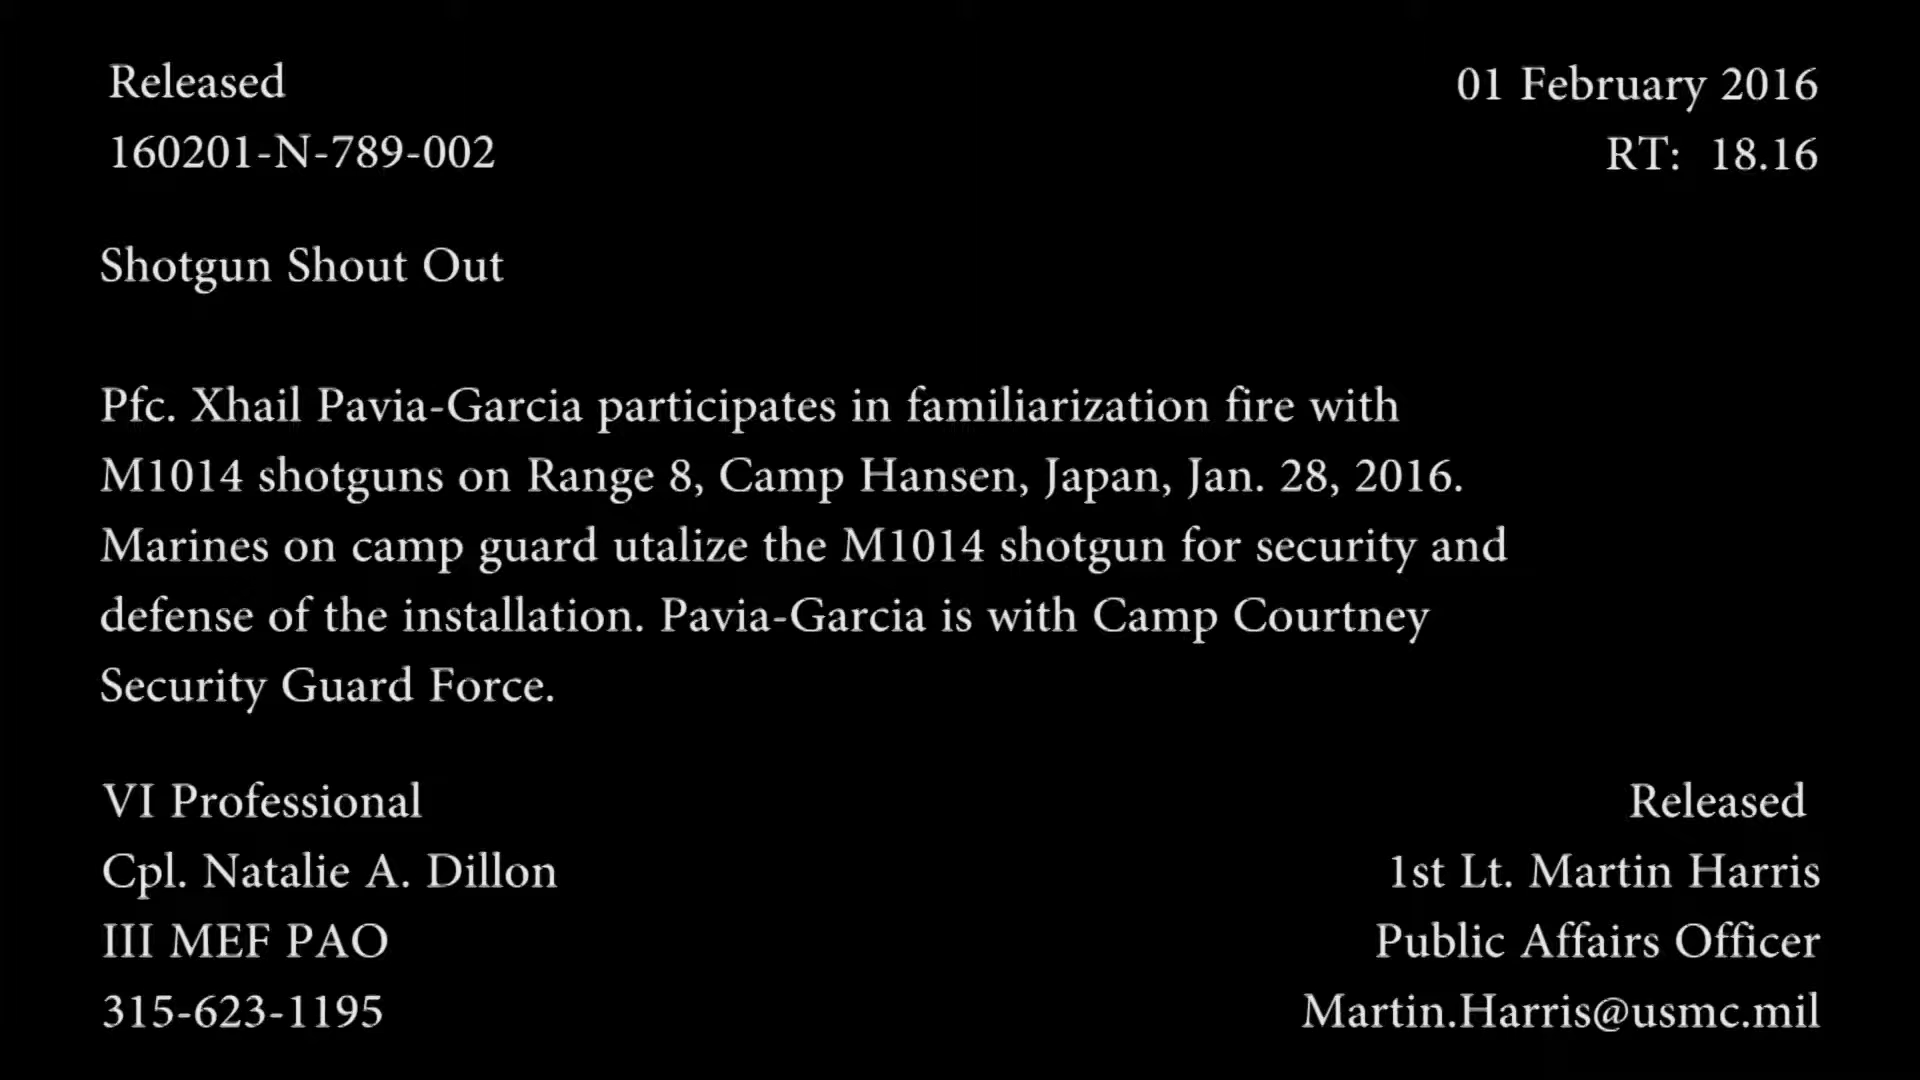 Released
01 February 2016
160201-N-789-002
RT: 18.16
Shotgun Shout Out
Pfc. Xhail Pavia-Garcia participates in familiarization fire with
M1014 shotguns on Range 8, Camp Hansen, Japan, Jan. 28, 2016.
Marines on camp guard utalize the M1014 shotgun for security and
defense of the installation. Pavia-Garcia is with Camp Courtney
Security Guard Force.
VI Professional
Cpl. Natalie A. Dillon
III MEF PAO
315-623-1195
Released
1st Lt. Martin Harris
Public Affairs Officer
Martin.Harris@usmc.mil